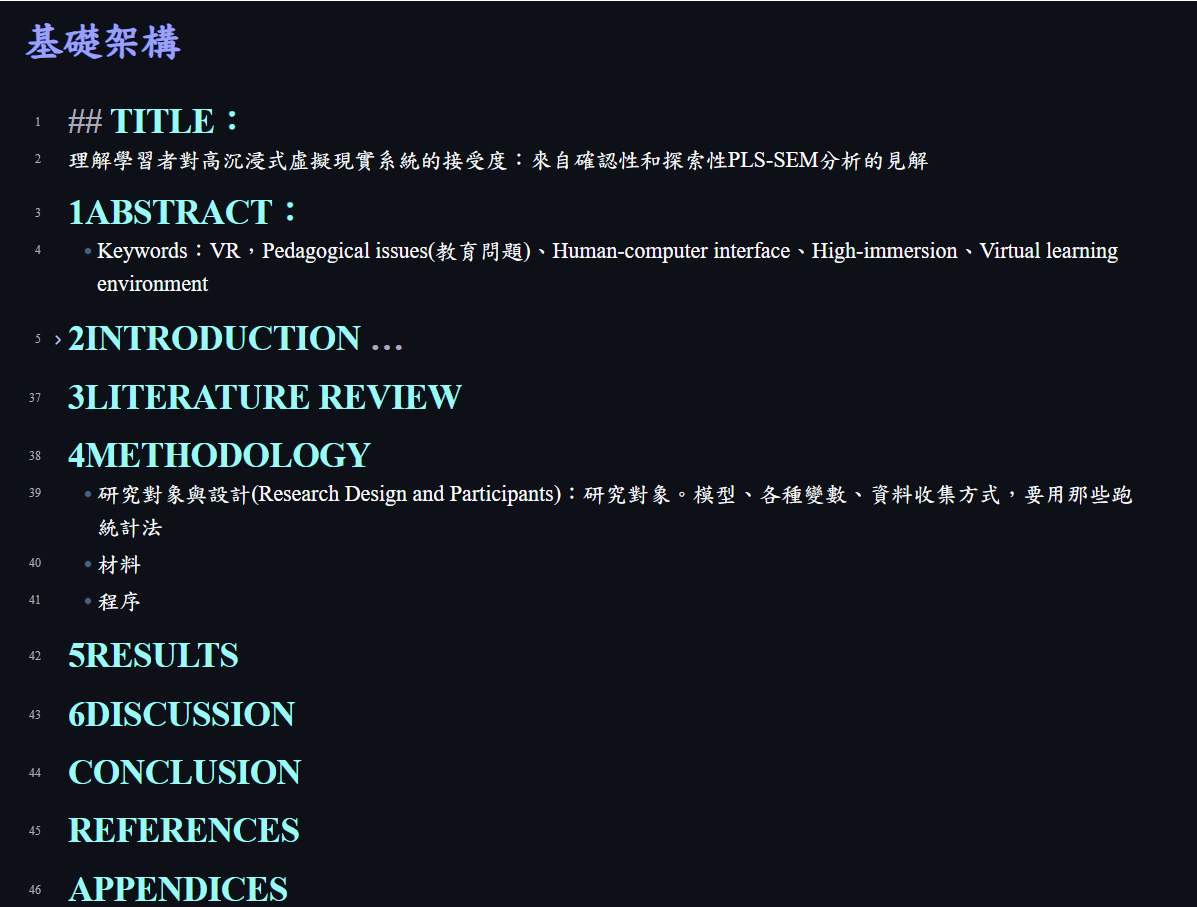 基礎架構
1 ## TITLE：
2 理解學習者對高沉浸式虛擬現實系統的接受度：來自確認性和探索性PLS-SEM分析的見解
3 1ABSTRACT：
4 • Keywords：VR，Pedagogical issues(教育問題)、Human-computer interface、High-immersion、Virtual learning
environment
5 › 2INTRODUCTION ...
37 3LITERATURE REVIEW
38 4METHODOLOGY
39 • 研究對象與設計(Research Design and Participants)：研究對象。模型、各種變數、資料收集方式，要用那些跑
統計法
40 • 材料
41 • 程序
42 5RESULTS
43 6DISCUSSION
44 CONCLUSION
45 REFERENCES
46 APPENDICES